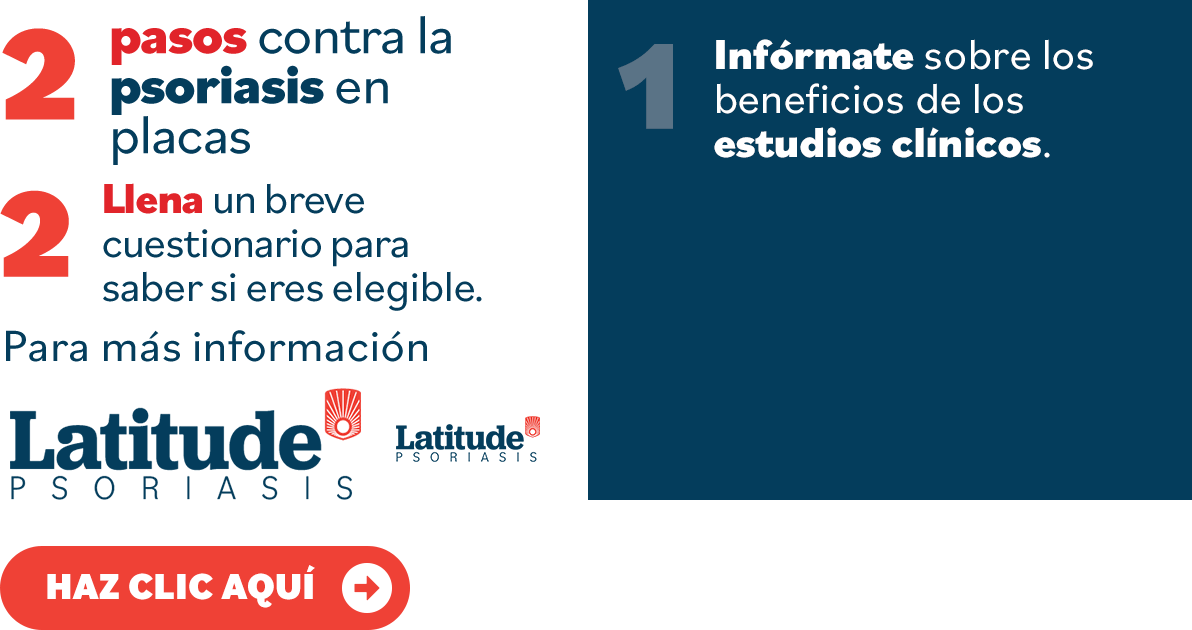 2 pasos contra la
psoriasis en
placas
1 Infórmate sobre los
beneficios de los
estudios clínicos.
2 Llena un breve
cuestionario para
saber si eres elegible.
Para más información
Latitude
PSORIASIS
Latitude
PSORIASIS
HAZ CLIC AQUÍ